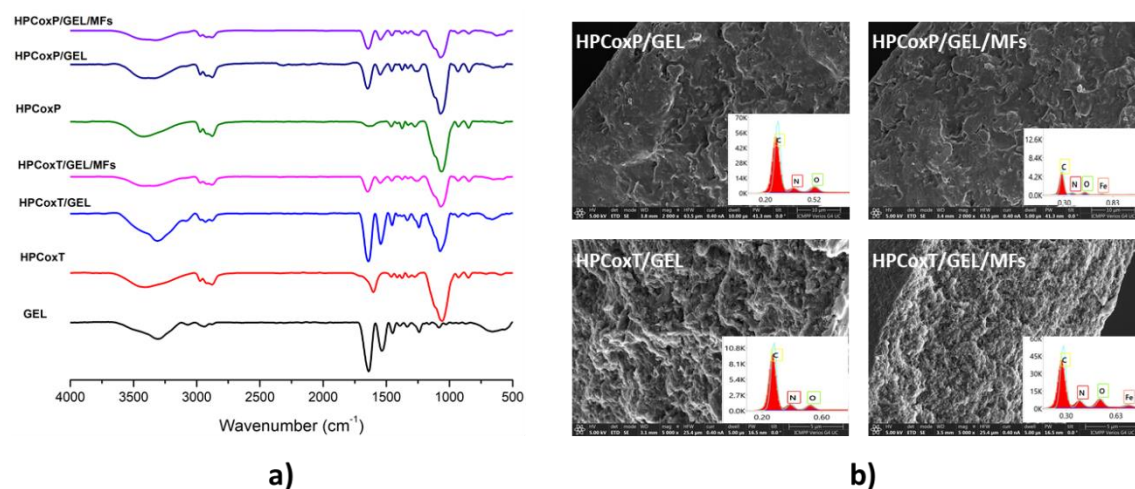 HPCoxP/GEL/MFs
HPCoxP/GEL
HPCoxP
HPCoxT/GEL/MFs
HPCoxT/GEL
HPCoxT
GEL
4000 3500 3000 2500 2000 1500 1000 500
Wavenumber (cm⁻¹)
a)
HPCoxP/GEL
70K
56K
42K
28K
14K
0K
C
N
O
0.20 0.52
HPCoxP/GEL/MFs
12.6K
8.4K
4.2K
0.0K
C
N O Fe
0.30 0.83
HPCoxT/GEL
10.8K
8.1K
5.4K
2.7K
0.0K
C
N O
0.20 0.60
5 µm
HPCoxT/GEL/MFs
60K
45K
30K
15K
0K
C
N O Fe
0.30 0.63
5 µm
b)